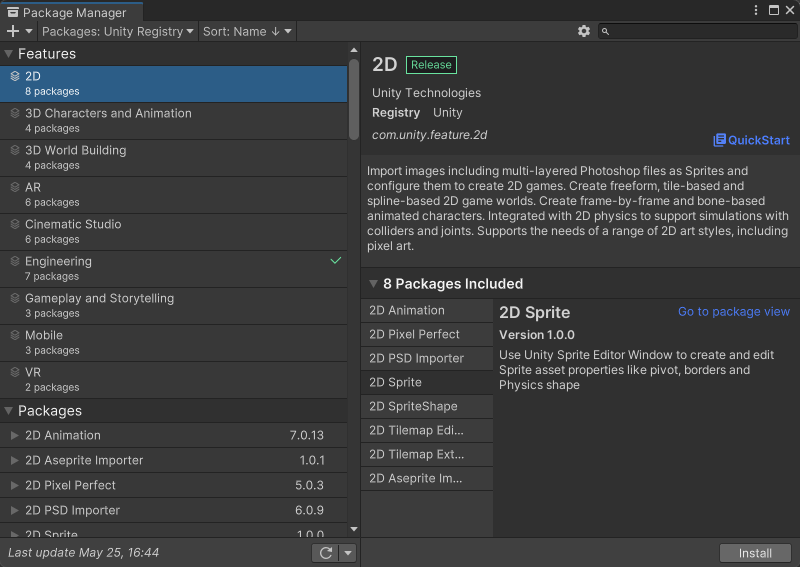 Package Manager
Packages: Unity Registry
Sort: Name ↓
Features
2D
8 packages
3D Characters and Animation
4 packages
3D World Building
4 packages
AR
6 packages
Cinematic Studio
6 packages
Engineering
7 packages
Gameplay and Storytelling
3 packages
Mobile
3 packages
VR
2 packages
Packages
2D Animation 7.0.13
2D Aseprite Importer 1.0.1
2D Pixel Perfect 5.0.3
2D PSD Importer 6.0.9
2D Sprite 1.0.0
Last update May 25, 16:44
2D Release
Unity Technologies
Registry Unity
com.unity.feature.2d
QuickStart
Import images including multi-layered Photoshop files as Sprites and
configure them to create 2D games. Create freeform, tile-based and
spline-based 2D game worlds. Create frame-by-frame and bone-based
animated characters. Integrated with 2D physics to support simulations with
colliders and joints. Supports the needs of a range of 2D art styles, including
pixel art.
8 Packages Included
2D Animation
2D Pixel Perfect
2D PSD Importer
2D Sprite
2D SpriteShape
2D Tilemap Edi...
2D Tilemap Ext...
2D Aseprite Im...
2D Sprite
Go to package view
Version 1.0.0
Use Unity Sprite Editor Window to create and edit
Sprite asset properties like pivot, borders and
Physics shape
Install